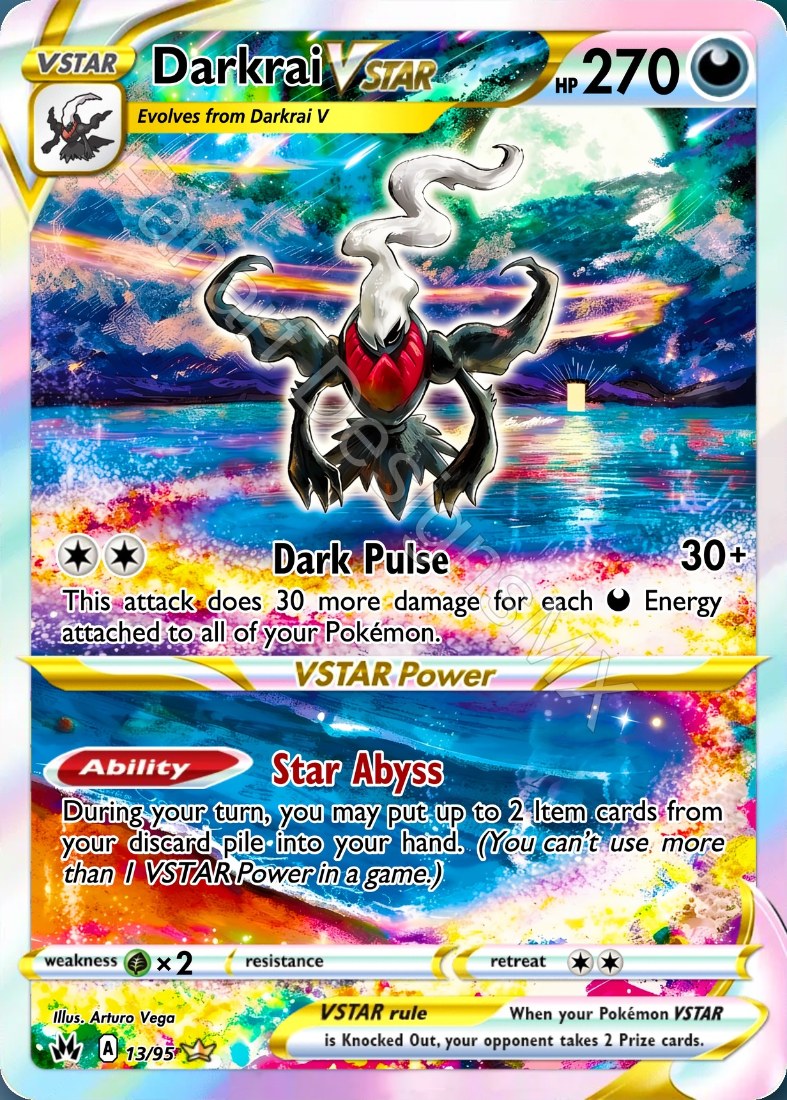 VSTAR
Darkrai VSTAR
HP 270
Evolves from Darkrai V
Fanart DesignsMX
Dark Pulse 30+
This attack does 30 more damage for each Energy
attached to all of your Pokémon.
VSTAR Power
Ability Star Abyss
During your turn, you may put up to 2 Item cards from
your discard pile into your hand. (You can't use more
than 1 VSTAR Power in a game.)
weakness ×2 resistance retreat
Illus. Arturo Vega
A 13/95
VSTAR rule When your Pokémon VSTAR
is Knocked Out, your opponent takes 2 Prize cards.